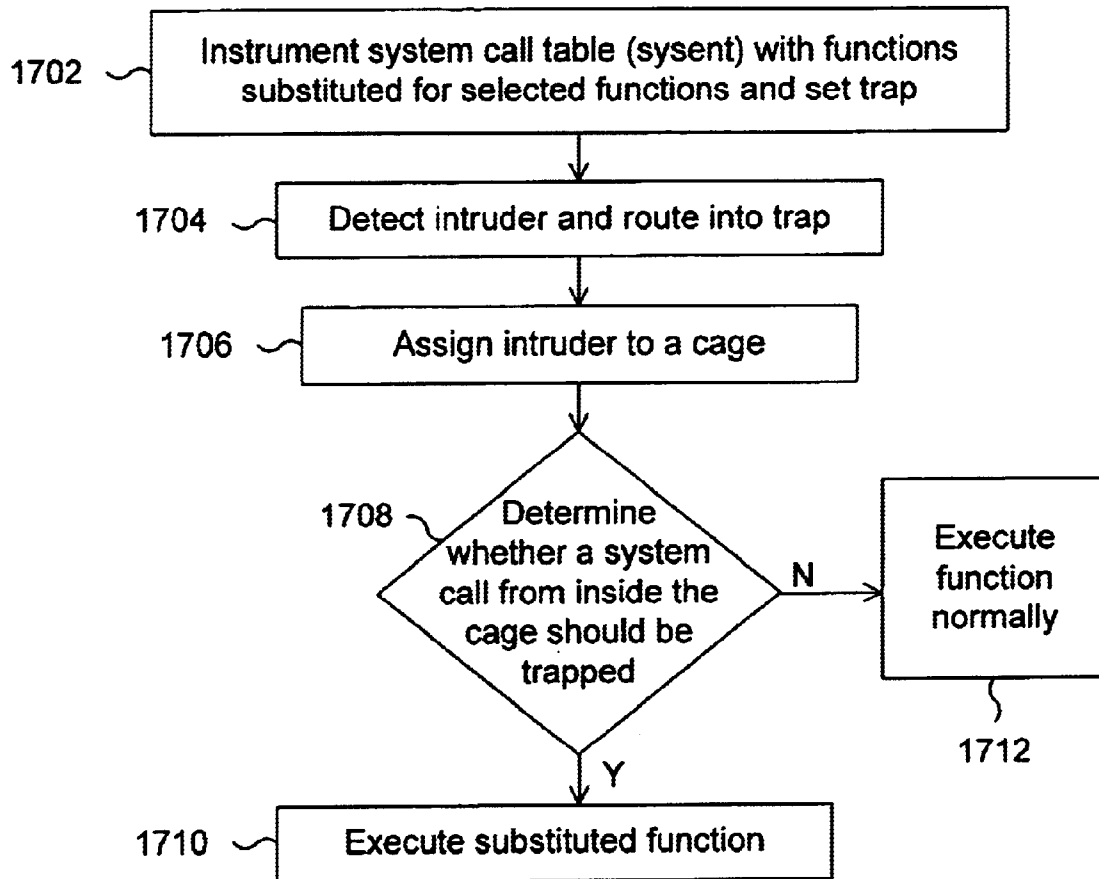 1702
Instrument system call table (sysent) with functions
substituted for selected functions and set trap
1704
Detect intruder and route into trap
1706
Assign intruder to a cage
1708
Determine
whether a system
call from inside the
cage should be
trapped
N
Execute
function
normally
1712
Y
1710
Execute substituted function